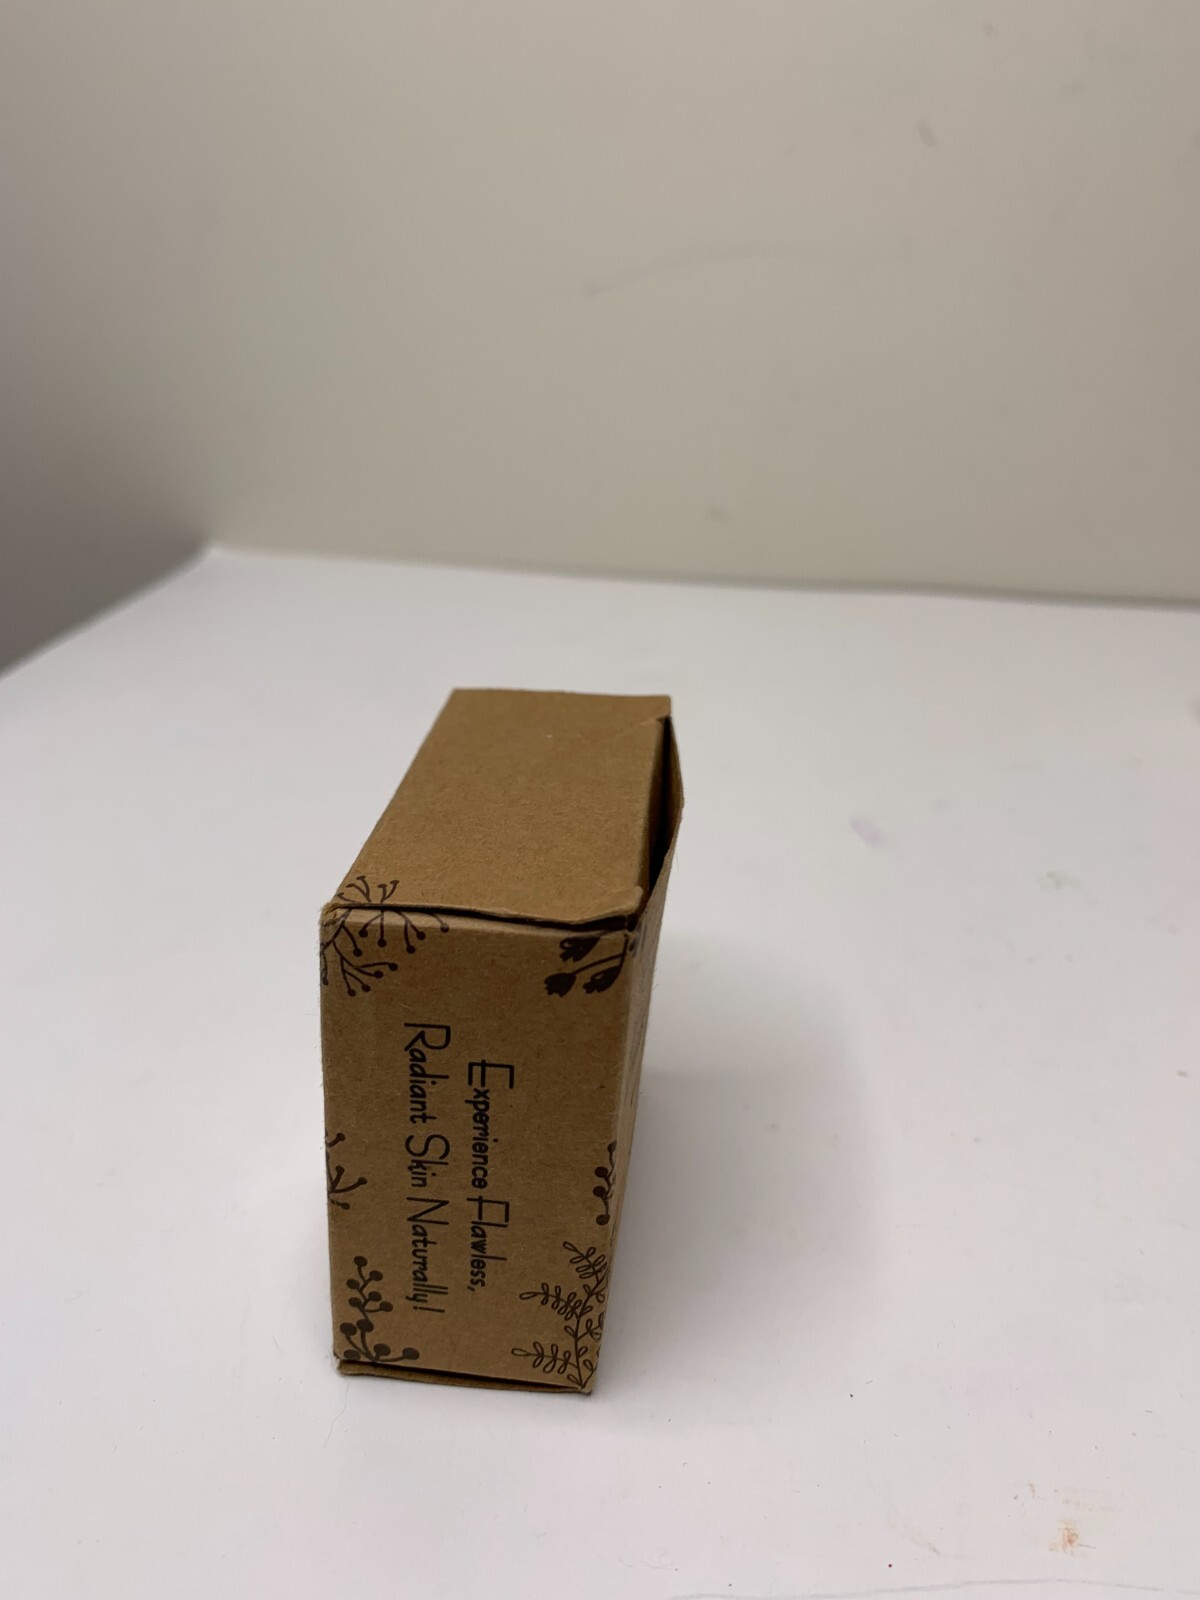 Experience Flawless,
Radiant Skin Naturally!